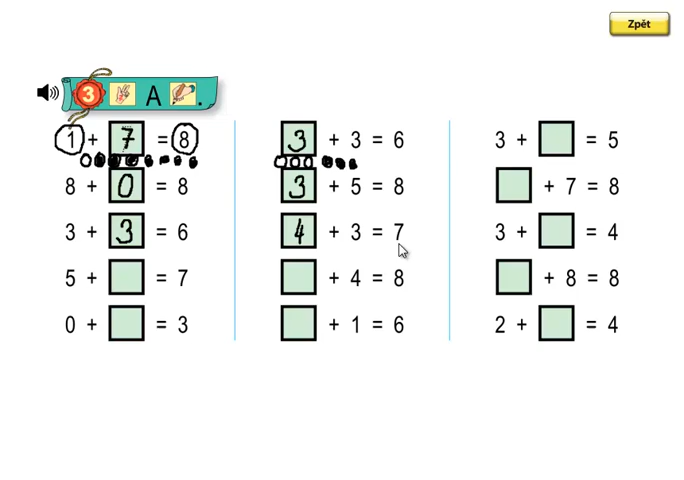 Zpět
3 A .
1 + 7 = 8
8 + 0 = 8
3 + 3 = 6
5 + = 7
0 + = 3
3 + 3 = 6
3 + 5 = 8
4 + 3 = 7
+ 4 = 8
+ 1 = 6
3 + = 5
+ 7 = 8
3 + = 4
+ 8 = 8
2 + = 4